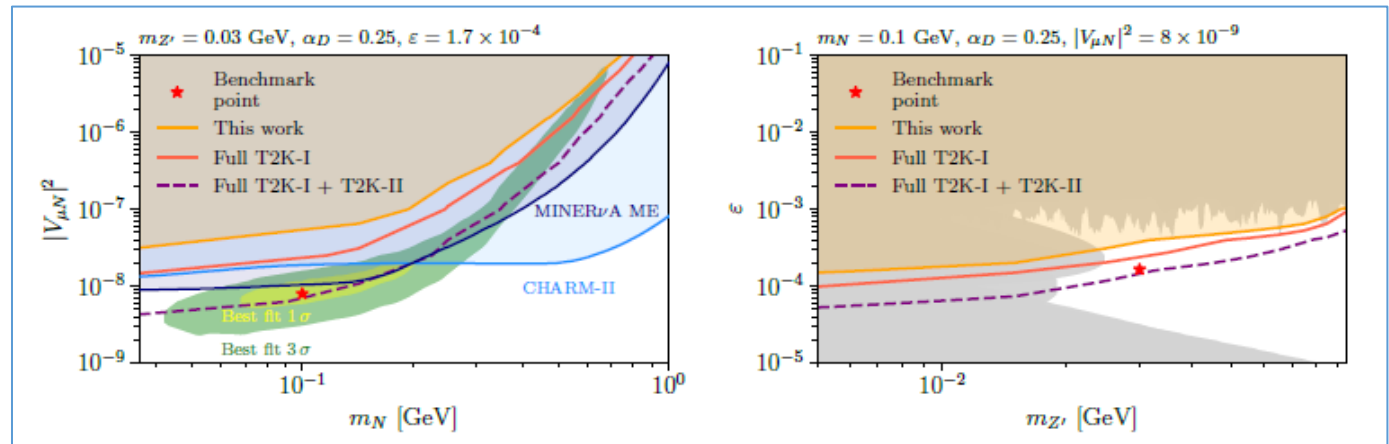 m_{Z'} = 0.03 GeV, α_D = 0.25, ε = 1.7 × 10⁻⁴
10⁻⁵
10⁻⁶
10⁻⁷
10⁻⁸
10⁻⁹
|V_{μN}|²
Benchmark
point
This work
Full T2K-I
Full T2K-I + T2K-II
MINERνA ME
CHARM-II
Best fit 1 σ
Best fit 3 σ
10⁻¹
10⁰
m_N [GeV]
m_N = 0.1 GeV, α_D = 0.25, |V_{μN}|² = 8 × 10⁻⁹
10⁻¹
10⁻²
10⁻³
10⁻⁴
10⁻⁵
ε
Benchmark
point
This work
Full T2K-I
Full T2K-I + T2K-II
10⁻²
m_{Z'} [GeV]